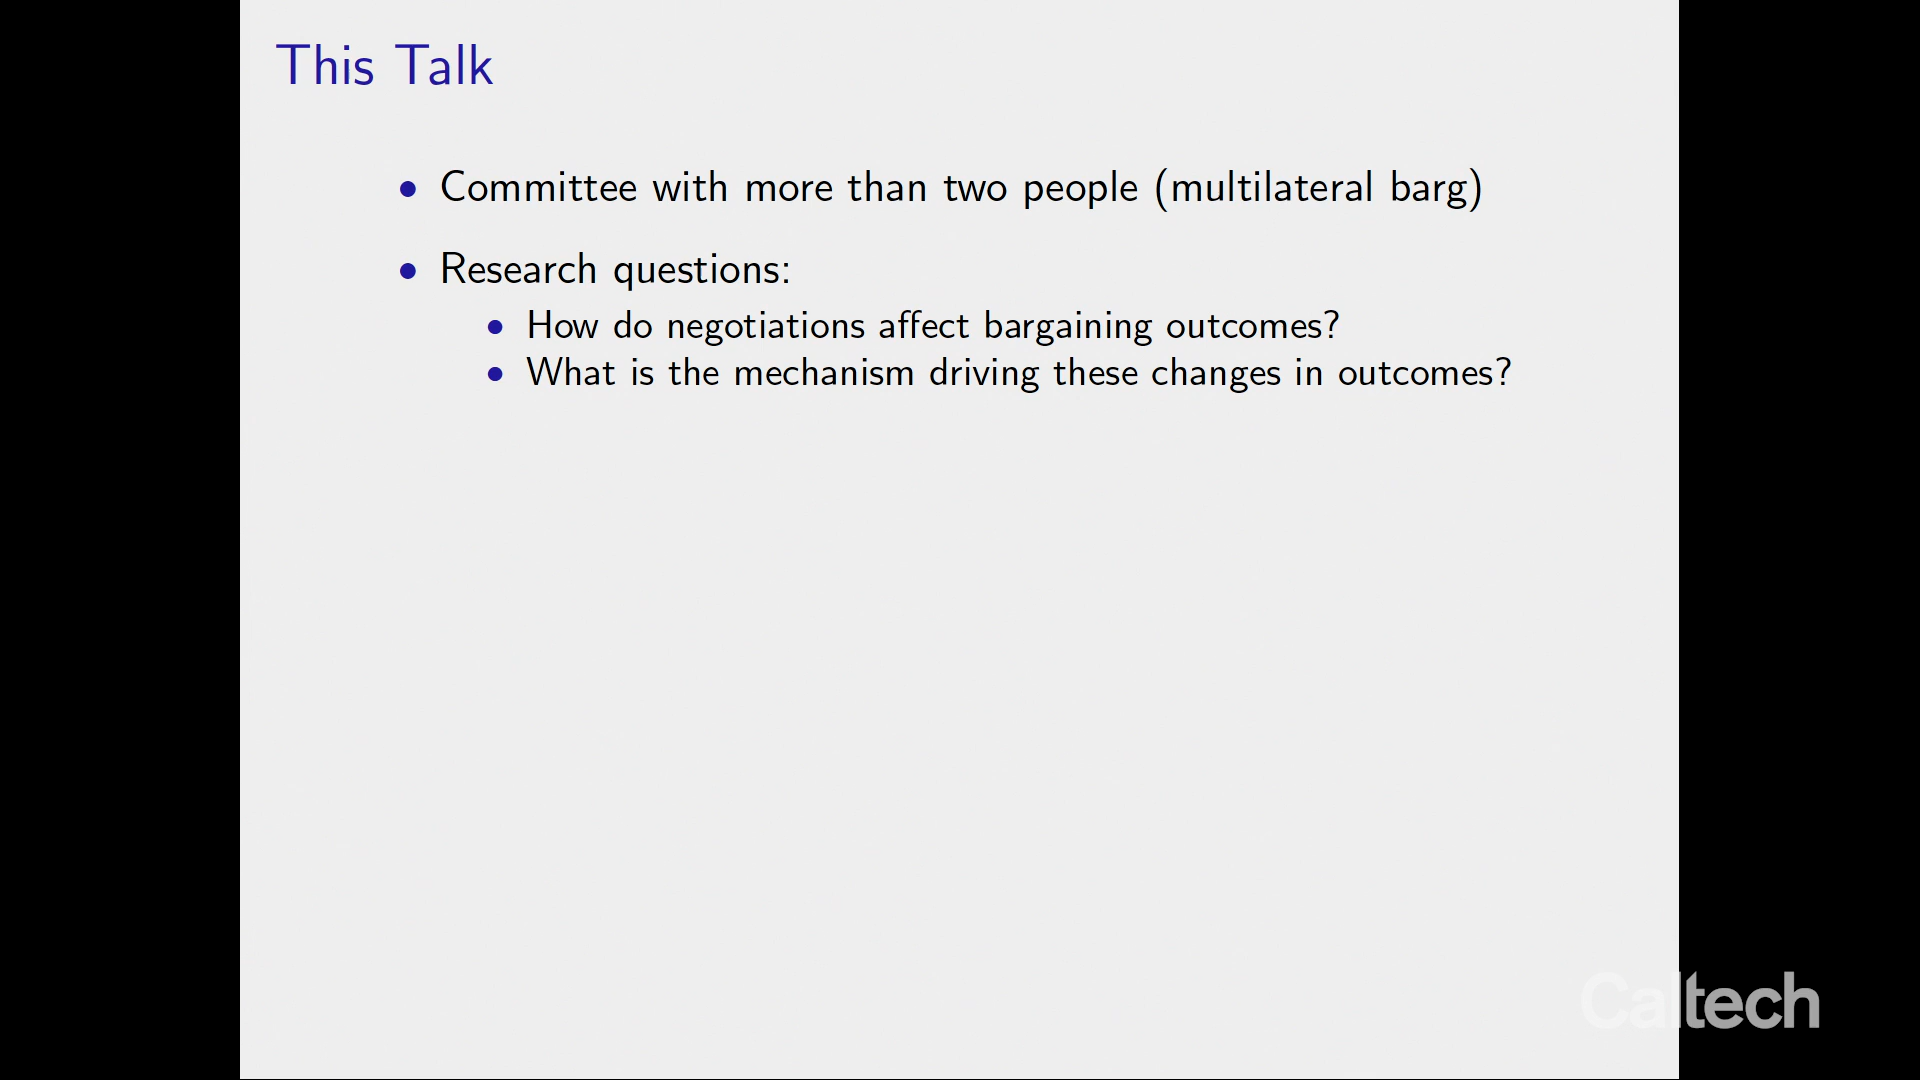 This Talk
• Committee with more than two people (multilateral barg)
• Research questions:
• How do negotiations affect bargaining outcomes?
• What is the mechanism driving these changes in outcomes?
Caltech